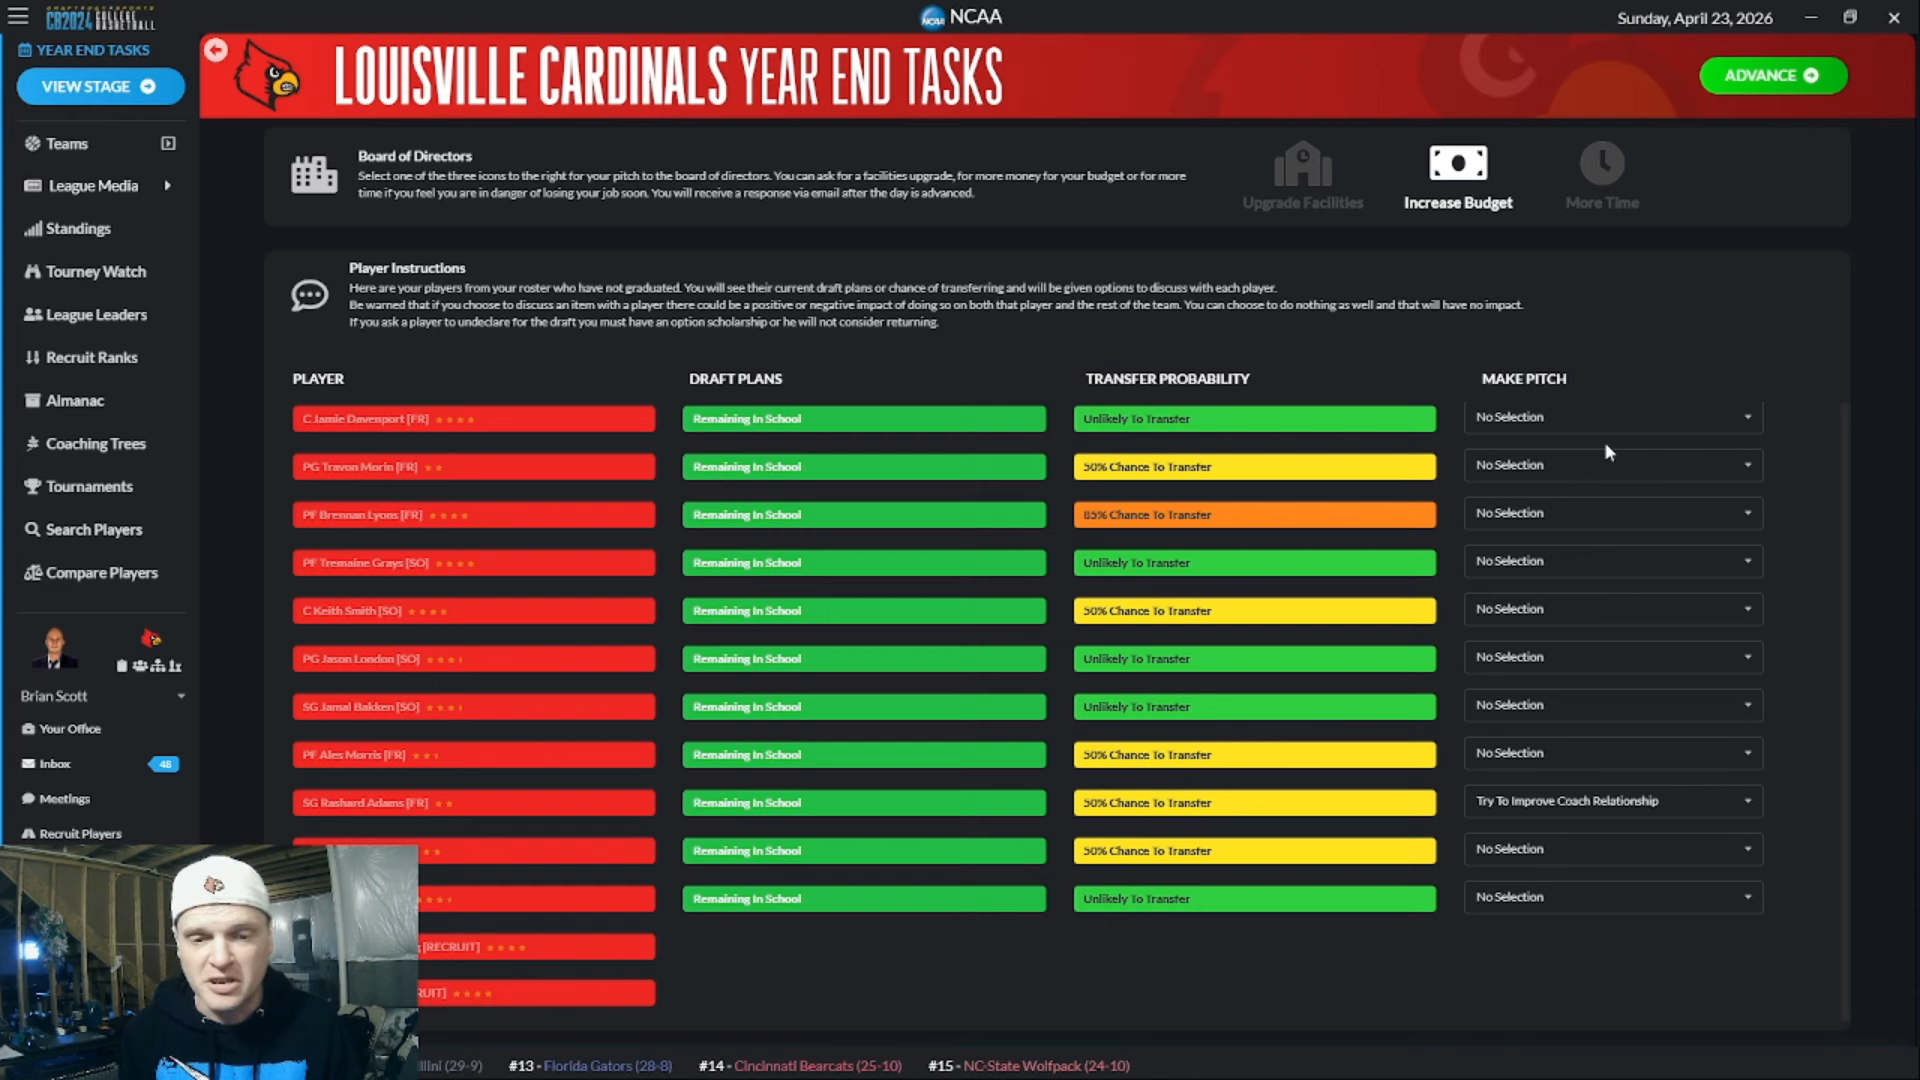 CB2024 COLLEGE BASKETBALL
NCAA
Sunday, April 23, 2026
YEAR END TASKS
VIEW STAGE
LOUISVILLE CARDINALS YEAR END TASKS
ADVANCE
Teams
League Media
Standings
Tourney Watch
League Leaders
Recruit Ranks
Almanac
Coaching Trees
Tournaments
Search Players
Compare Players
Brian Scott
Your Office
Inbox 48
Meetings
Recruit Players
Board of Directors
Select one of the three icons to the right for your pitch to the board of directors. You can ask for a facilities upgrade, for more money for your budget or for more
time if you feel you are in danger of losing your job soon. You will receive a response via email after the day is advanced.
Upgrade Facilities
Increase Budget
More Time
Player Instructions
Here are your players from your roster who have not graduated. You will see their current draft plans or chance of transferring and will be given options to discuss with each player.
Be warned that if you choose to discuss an item with a player there could be a positive or negative impact of doing so on both that player and the rest of the team. You can choose to do nothing as well and that will have no impact.
If you ask a player to undeclare for the draft you must have an option scholarship or he will not consider returning.
PLAYER DRAFT PLANS TRANSFER PROBABILITY MAKE PITCH
C Jamie Davenport [FR] Remaining In School Unlikely To Transfer No Selection
PG Travon Morin [FR] Remaining In School 50% Chance To Transfer No Selection
PF Brennan Lyons [FR] Remaining In School 85% Chance To Transfer No Selection
PF Tremaine Grays [SO] Remaining In School Unlikely To Transfer No Selection
C Keith Smith [SO] Remaining In School 50% Chance To Transfer No Selection
PG Jason London [SO] Remaining In School Unlikely To Transfer No Selection
SG Jamal Bakken [SO] Remaining In School Unlikely To Transfer No Selection
PF Ales Morris [FR] Remaining In School 50% Chance To Transfer No Selection
SG Rashard Adams [FR] Remaining In School 50% Chance To Transfer Try To Improve Coach Relationship
Remaining In School 50% Chance To Transfer No Selection
Remaining In School Unlikely To Transfer No Selection
[RECRUIT]
RUIT]
(29-9) #13 - Florida Gators (28-8) #14 - Cincinnati Bearcats (25-10) #15 - NC-State Wolfpack (24-10)